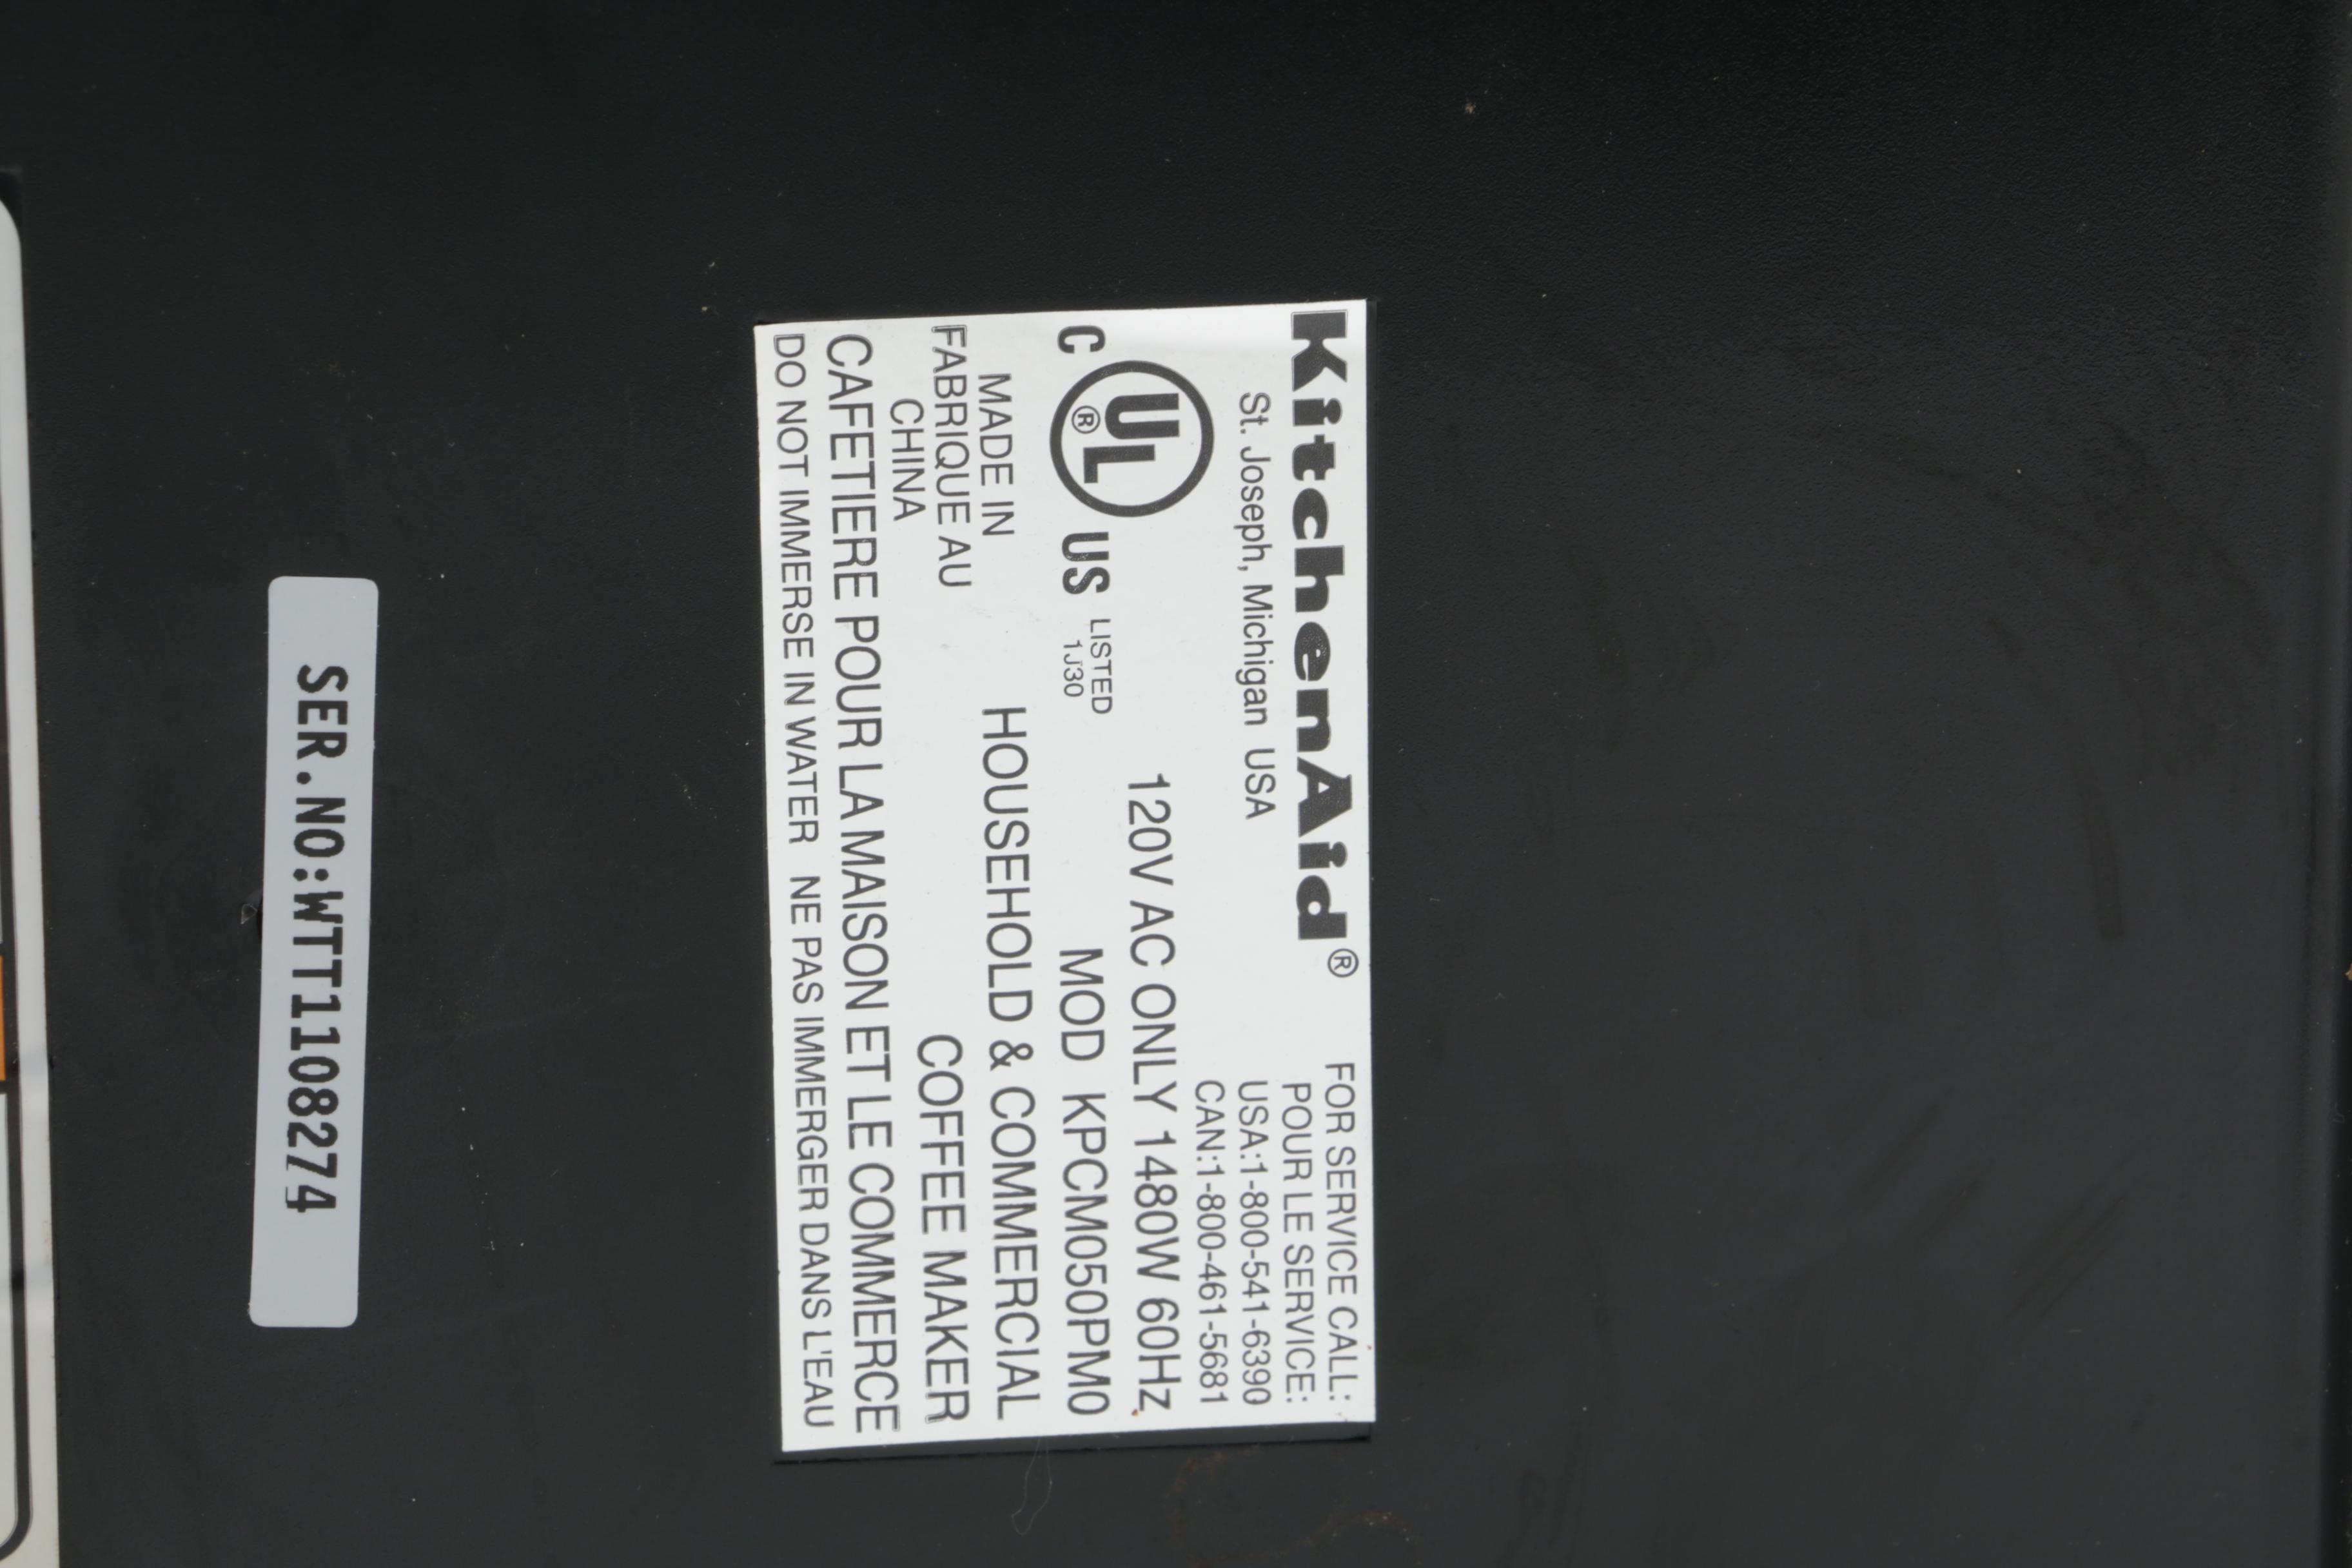 KitchenAid®
St. Joseph, Michigan USA
FOR SERVICE CALL:
POUR LE SERVICE:
USA:1-800-541-6390
CAN:1-800-461-5681
C UL® US
LISTED
1J30
120V AC ONLY 1480W 60Hz
MOD KPCM050PM0
MADE IN
FABRIQUE AU
CHINA
HOUSEHOLD & COMMERCIAL
COFFEE MAKER
CAFETIERE POUR LA MAISON ET LE COMMERCE
DO NOT IMMERSE IN WATER NE PAS IMMERGER DANS L'EAU
SER.NO:WTT1108274